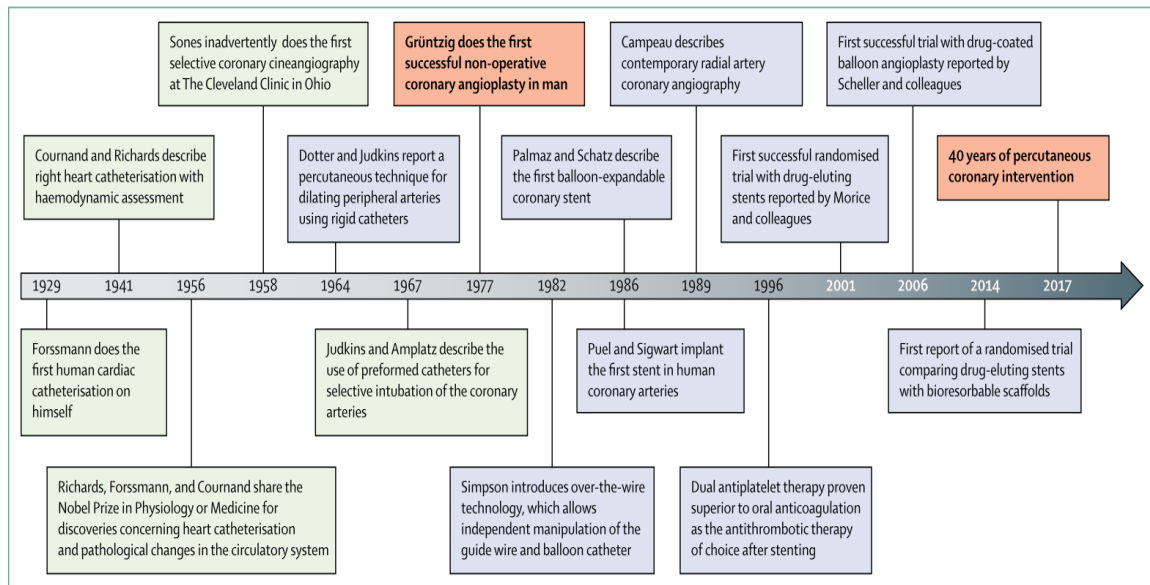 Sones inadvertently does the first
selective coronary cineangiography
at The Cleveland Clinic in Ohio
Grüntzig does the first
successful non-operative
coronary angioplasty in man
Campeau describes
contemporary radial artery
coronary angiography
First successful trial with drug-coated
balloon angioplasty reported by
Scheller and colleagues
Cournand and Richards describe
right heart catheterisation with
haemodynamic assessment
Dotter and Judkins report a
percutaneous technique for
dilating peripheral arteries
using rigid catheters
Palmaz and Schatz describe
the first balloon-expandable
coronary stent
First successful randomised
trial with drug-eluting
stents reported by Morice
and colleagues
40 years of percutaneous
coronary intervention
1929 1941 1956 1958 1964 1967 1977 1982 1986 1989 1996 2001 2006 2014 2017
Forssmann does the
first human cardiac
catheterisation on
himself
Judkins and Amplatz describe the
use of preformed catheters for
selective intubation of the coronary
arteries
Puel and Sigwart implant
the first stent in human
coronary arteries
First report of a randomised trial
comparing drug-eluting stents
with bioresorbable scaffolds
Richards, Forssmann, and Cournand share the
Nobel Prize in Physiology or Medicine for
discoveries concerning heart catheterisation
and pathological changes in the circulatory system
Simpson introduces over-the-wire
technology, which allows
independent manipulation of the
guide wire and balloon catheter
Dual antiplatelet therapy proven
superior to oral anticoagulation
as the antithrombotic therapy
of choice after stenting